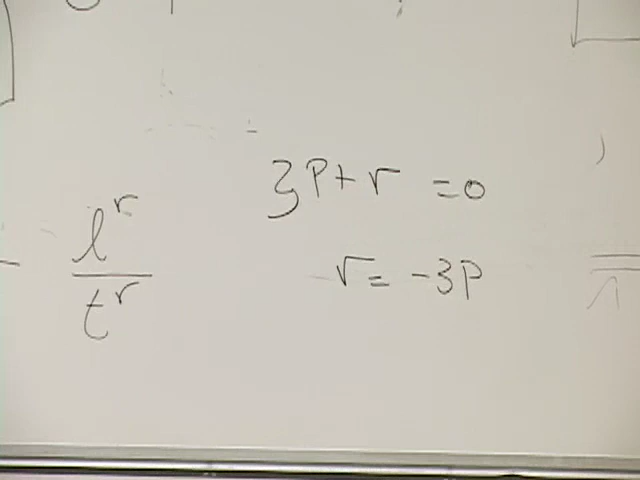 3p+r =0
r= -3p
l^r
t^r